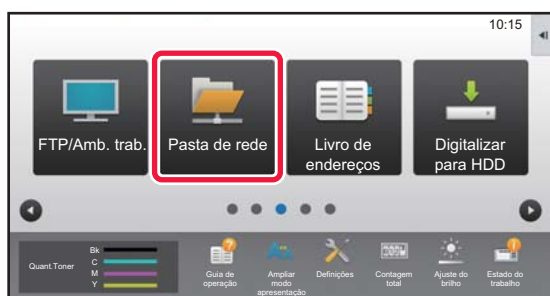 10:15
FTP/Amb. trab.
Pasta de rede
Livro de
endereços
Digitalizar
para HDD
Quant.Toner
Bk
C
M
Y
Guia de
operação
Ampliar
modo
apresentação
Definições
Contagem
total
Ajuste do
brilho
Estado do
trabalho